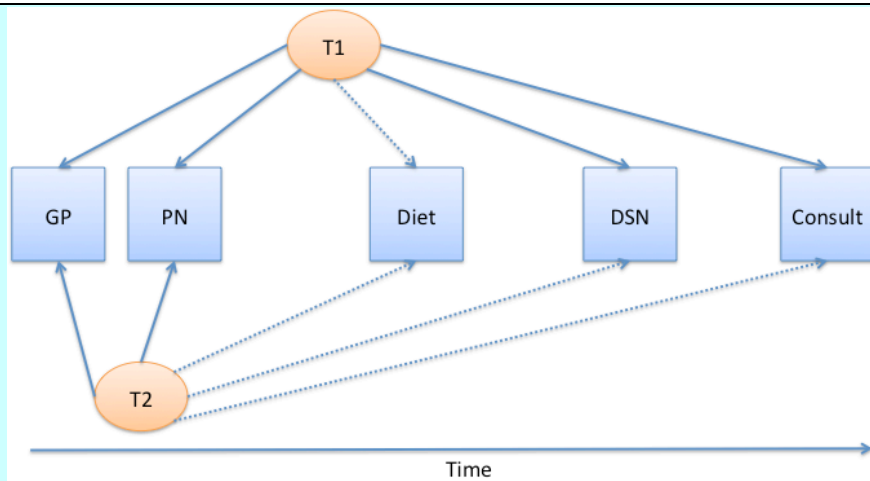 T1
GP
PN
Diet
DSN
Consult
T2
Time